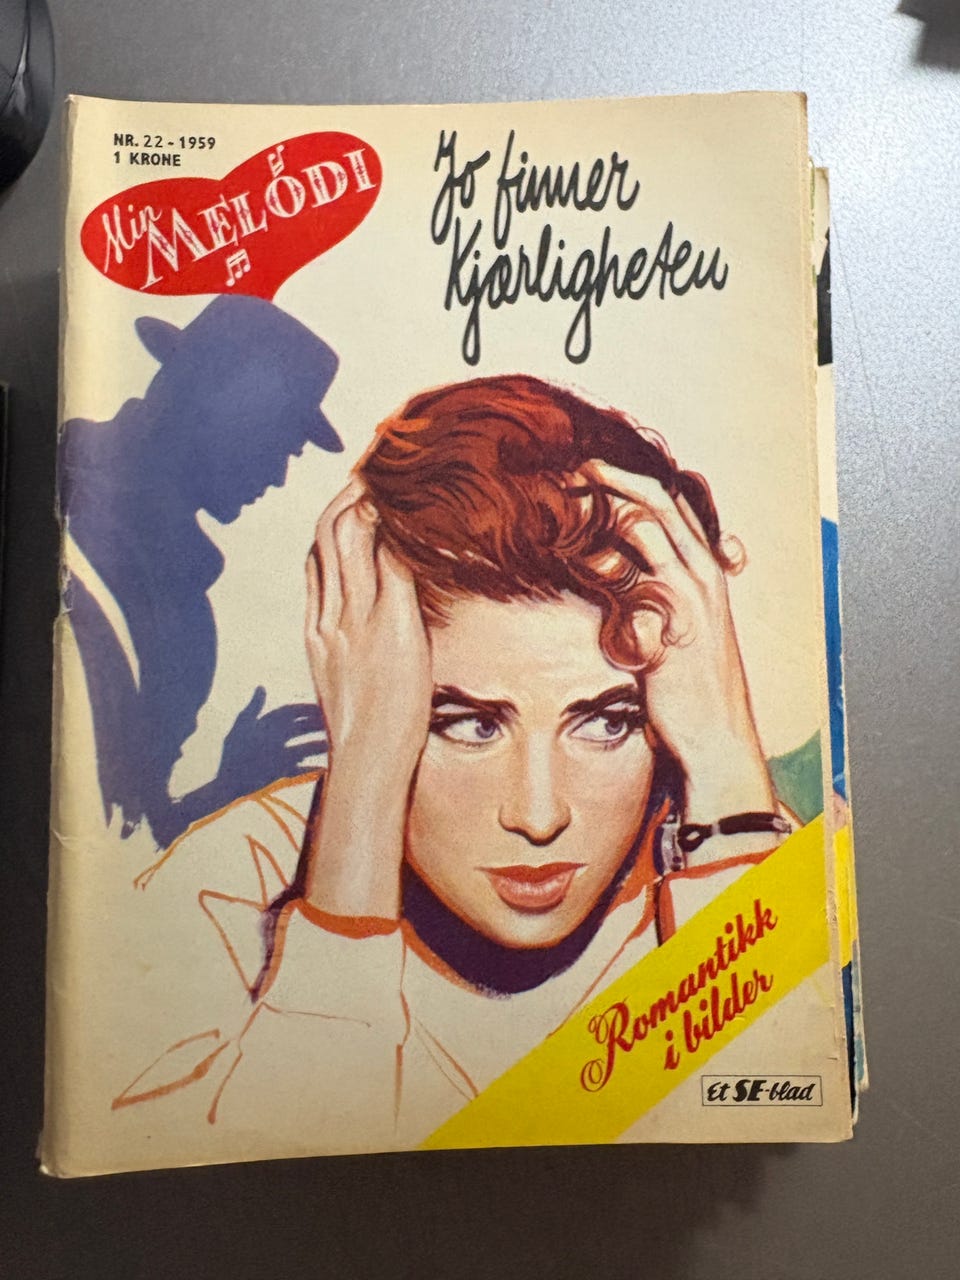 NR. 22 - 1959
1 KRONE
Min
MELODI
Jo finner
Kjærligheten
Romantikk
i bilder
Et SE-blad